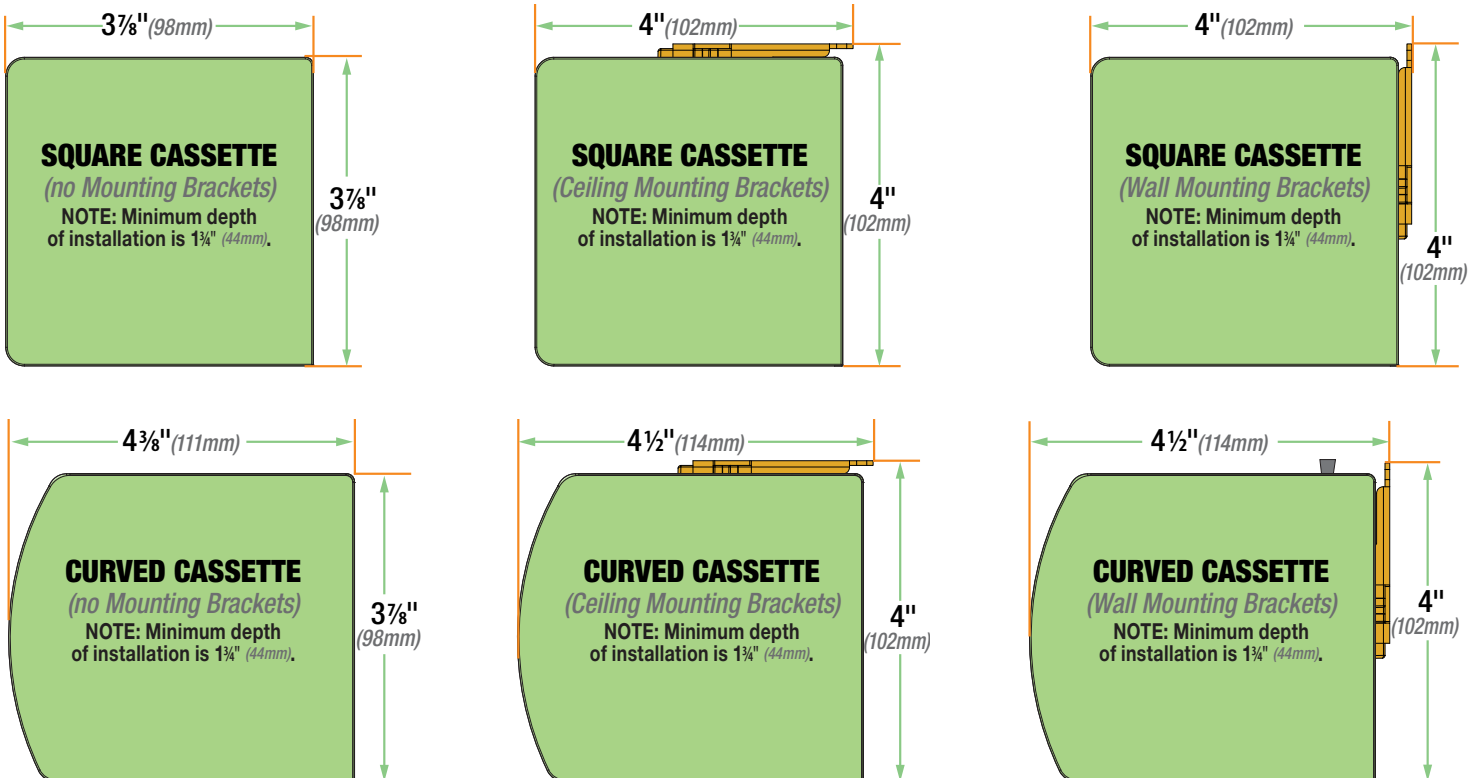 3⅞" (98mm)
SQUARE CASSETTE
(no Mounting Brackets)
NOTE: Minimum depth
of installation is 1¾" (44mm).
3⅞"
(98mm)
4" (102mm)
SQUARE CASSETTE
(Ceiling Mounting Brackets)
NOTE: Minimum depth
of installation is 1¾" (44mm).
4"
(102mm)
4" (102mm)
SQUARE CASSETTE
(Wall Mounting Brackets)
NOTE: Minimum depth
of installation is 1¾" (44mm).
4"
(102mm)
4⅜" (111mm)
CURVED CASSETTE
(no Mounting Brackets)
NOTE: Minimum depth
of installation is 1¾" (44mm).
3⅞"
(98mm)
4½" (114mm)
CURVED CASSETTE
(Ceiling Mounting Brackets)
NOTE: Minimum depth
of installation is 1¾" (44mm).
4"
(102mm)
4½" (114mm)
CURVED CASSETTE
(Wall Mounting Brackets)
NOTE: Minimum depth
of installation is 1¾" (44mm).
4"
(102mm)